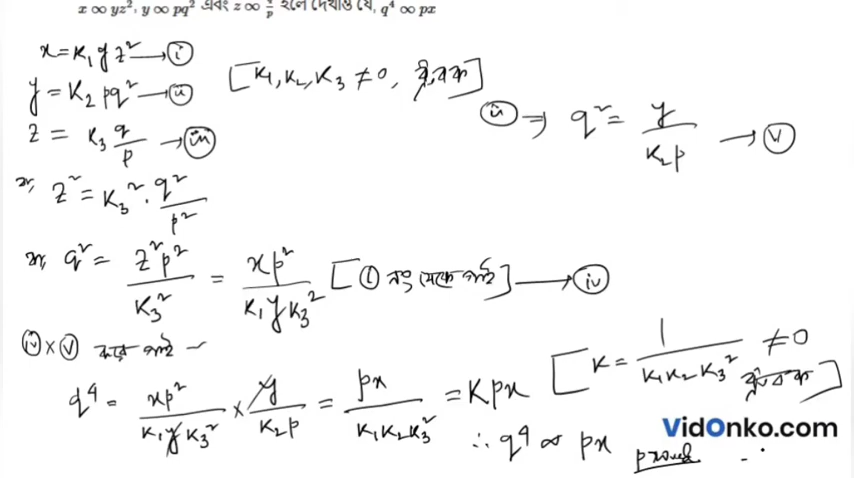 x ∞ yz², y ∞ pq² এবং z ∞ q/p হলে দেখাও যে, q⁴ ∞ px
x = K₁yz² → (i)
y = K₂pq² → (ii)
[K₁, K₂, K₃ ≠ 0, ধ্রুবক]
z = K₃ q/p → (iii)
(ii) ⇒ q² = y/K₂p → (v)
বা, z² = K₃² · q²/p²
বা, q² = z²p²/K₃² = xp²/K₁yK₃² [(i) নং থেকে পাই] → (iv)
(iv) × (v) করে পাই -
q⁴ = xp²/K₁yK₃² × y/K₂p = px/K₁K₂K₃² = Kpx [K = 1/K₁K₂K₃² ≠ 0 ধ্রুবক]
∴ q⁴ ∝ px proved
VidOnko.com